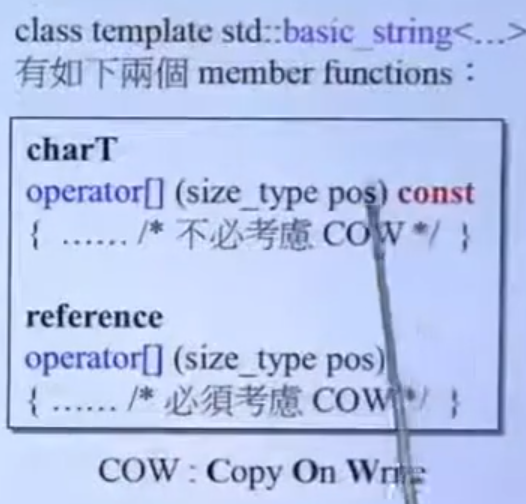 class template std::basic_string<...>
有如下兩個 member functions：
charT
operator[] (size_type pos) const
{ ...... /* 不必考慮 COW */ }
reference
operator[] (size_type pos)
{ ...... /* 必須考慮 COW */ }
COW : Copy On Write